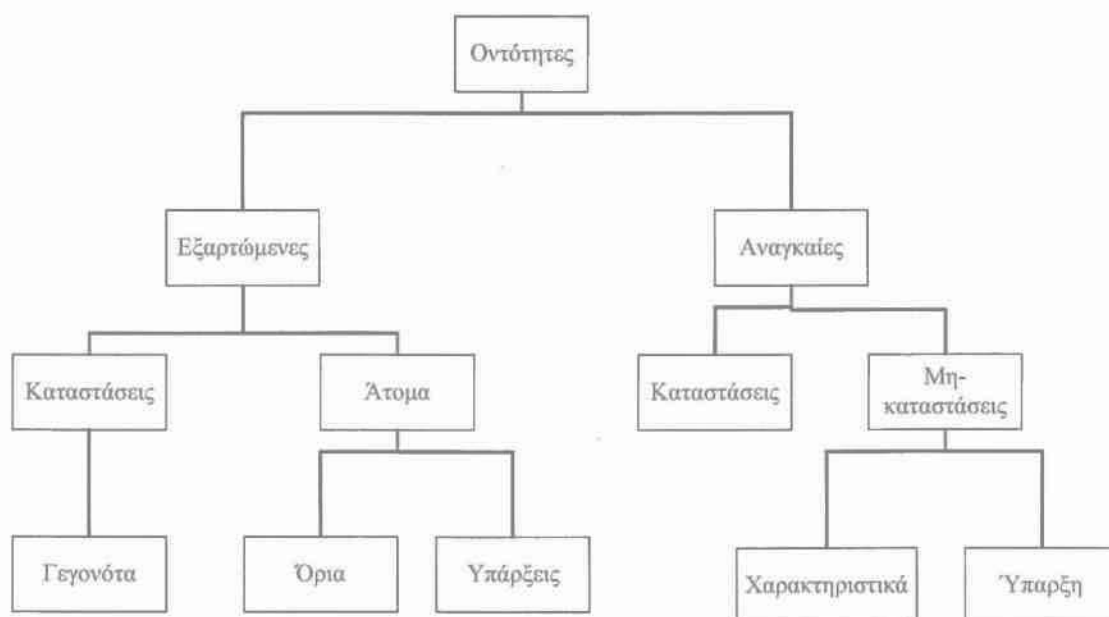 Οντότητες
Εξαρτώμενες
Αναγκαίες
Καταστάσεις
Άτομα
Καταστάσεις
Μη-
καταστάσεις
Γεγονότα
Όρια
Υπάρξεις
Χαρακτηριστικά
Ύπαρξη